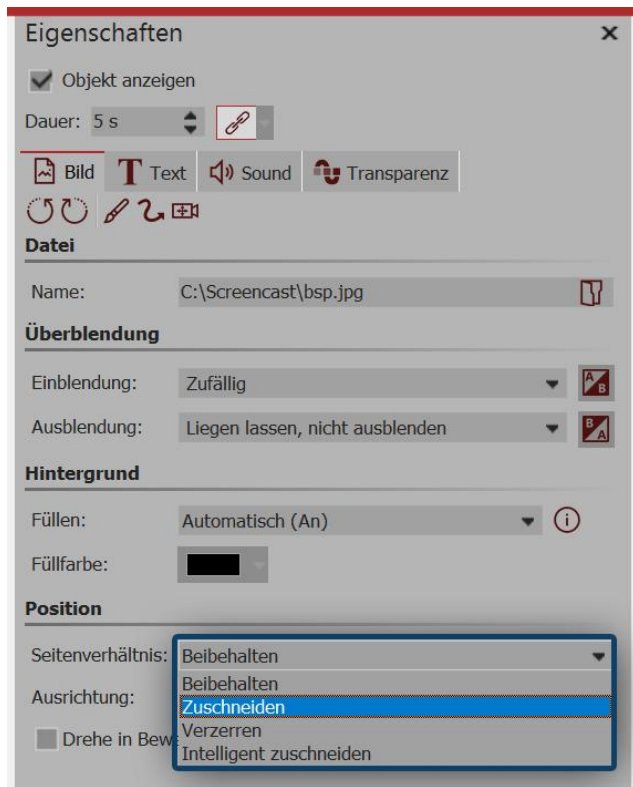 Eigenschaften
Objekt anzeigen
Dauer: 5 s
Bild Text Sound Transparenz
Datei
Name: C:\Screencast\bsp.jpg
Überblendung
Einblendung: Zufällig A B
Ausblendung: Liegen lassen, nicht ausblenden B A
Hintergrund
Füllen: Automatisch (An)
Füllfarbe:
Position
Seitenverhältnis: Beibehalten
Beibehalten
Ausrichtung: Zuschneiden
Drehe in Bew Verzerren
Intelligent zuschneiden